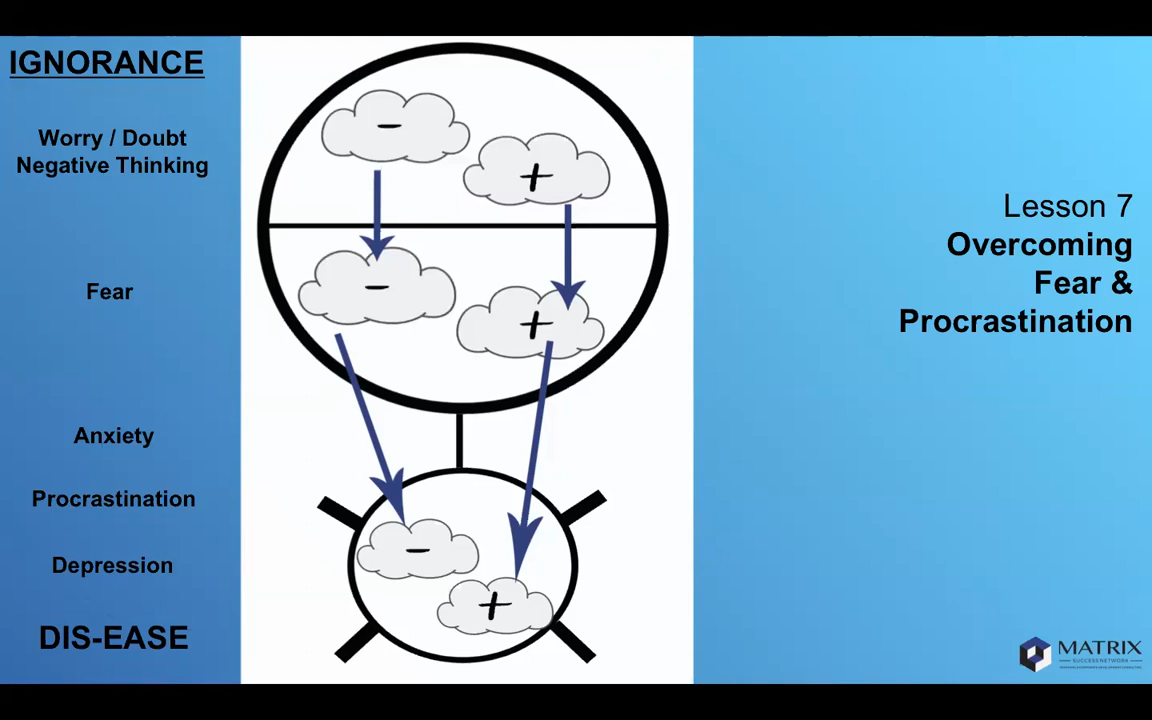 IGNORANCE
Worry / Doubt
Negative Thinking
Fear
Anxiety
Procrastination
Depression
DIS-EASE
-
+
-
+
-
+
Lesson 7
Overcoming
Fear &
Procrastination
MATRIX
SUCCESS NETWORK